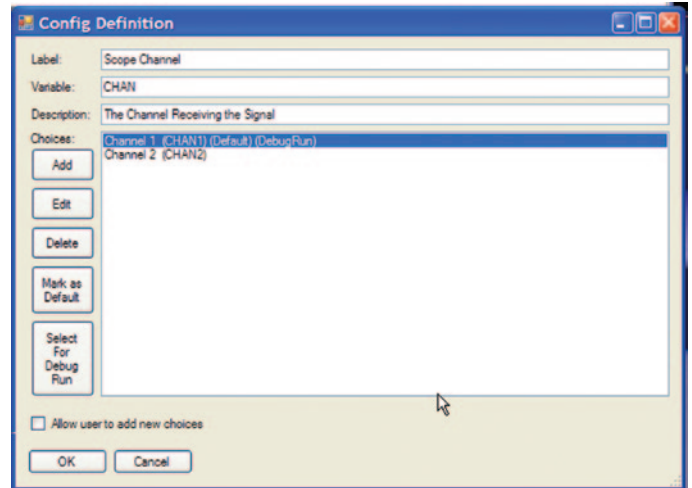 Config Definition
Label: Scope Channel
Variable: CHAN
Description: The Channel Receiving the Signal
Choices:
Channel 1 (CHAN1) (Default) (DebugRun)
Channel 2 (CHAN2)
Add
Edit
Delete
Mark as
Default
Select
For
Debug
Run
Allow user to add new choices
OK Cancel